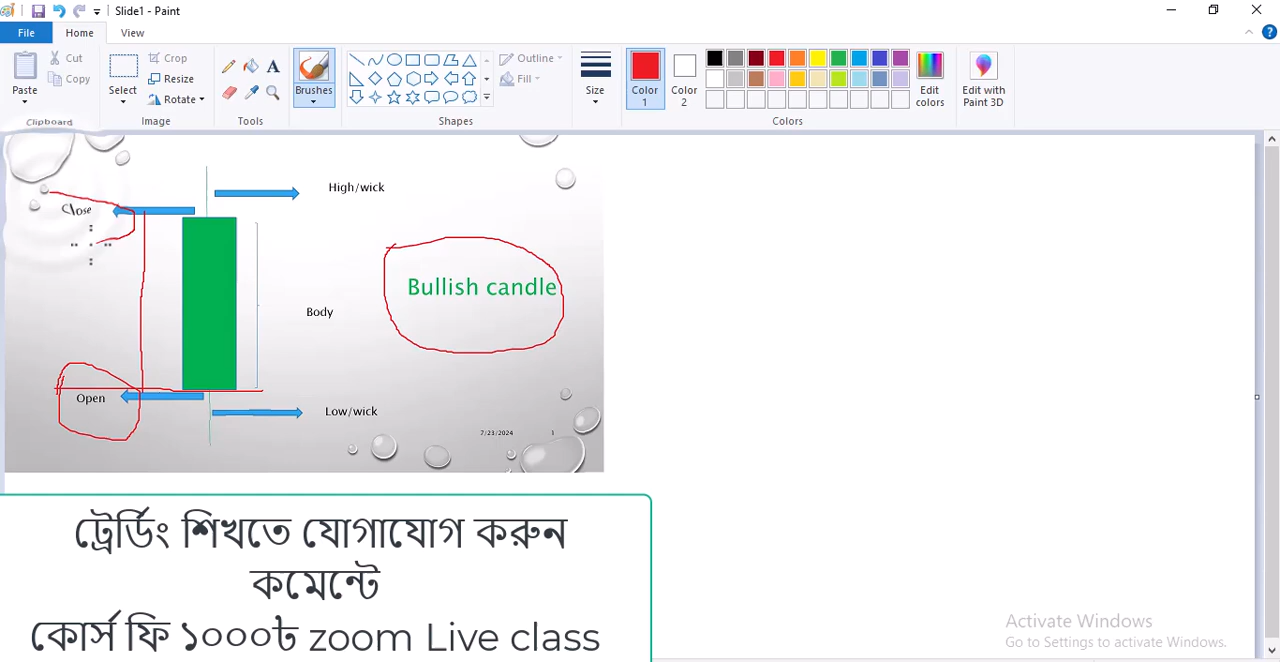 Slide1 - Paint
File
Home
View
Paste
Cut
Copy
Clipboard
Select
Crop
Resize
Rotate
Image
A
Tools
Brushes
Shapes
Outline
Fill
Size
Color 1
Color 2
Edit colors
Edit with Paint 3D
Colors
High/wick
Close
Bullish candle
Body
Open
Low/wick
7/23/2024
1
ট্রের্ডিং শিখতে যোগাযোগ করুন
কমেন্টে
কোর্স ফি ১০০০৳ zoom Live class
Activate Windows
Go to Settings to activate Windows.